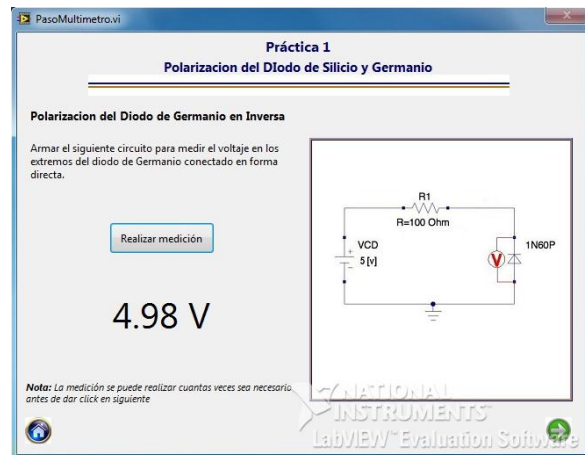 PasoMultimetro.vi
Práctica 1
Polarizacion del DIodo de Silicio y Germanio
Polarizacion del Diodo de Germanio en Inversa
Armar el siguiente circuito para medir el voltaje en los
extremos del diodo de Germanio conectado en forma
directa.
Realizar medición
4.98 V
R1
R=100 Ohm
VCD
5 [v]
V
1N60P
Nota: La medición se puede realizar cuantas veces sea necesario
antes de dar click en siguiente
NATIONAL
INSTRUMENTS
LabVIEW Evaluation Software